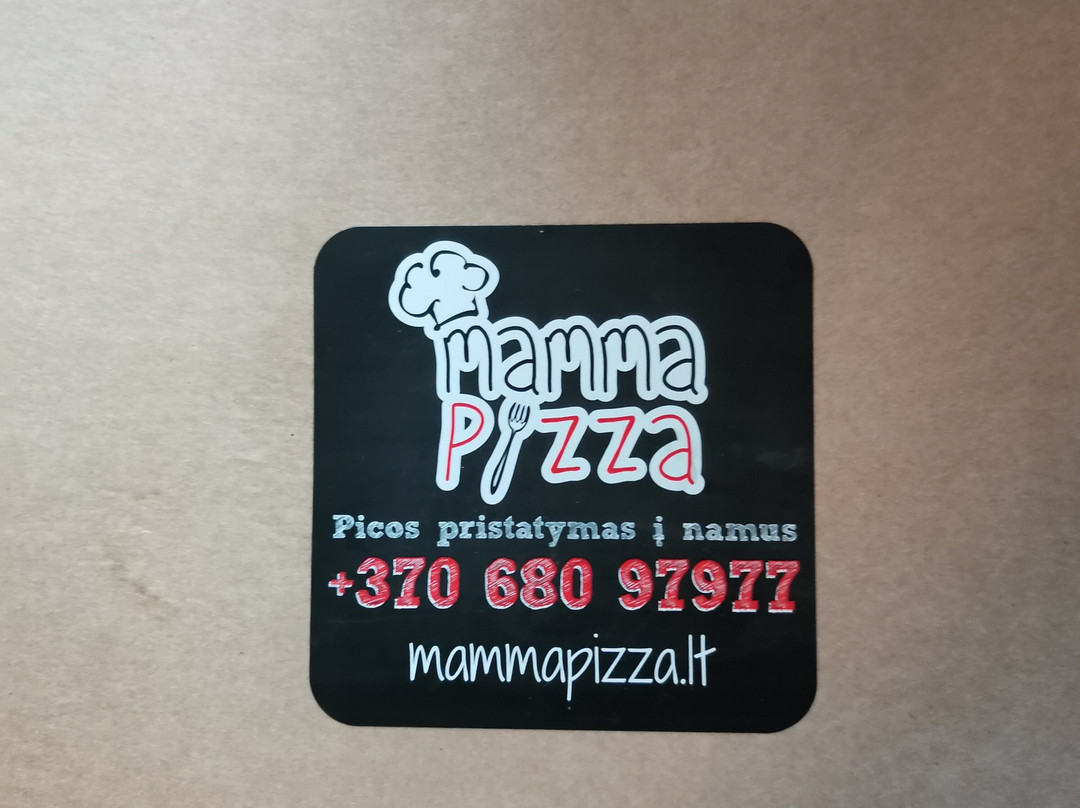 mamma
Pizza
Picos pristatymas į namus
+370 680 97977
mammapizza.lt